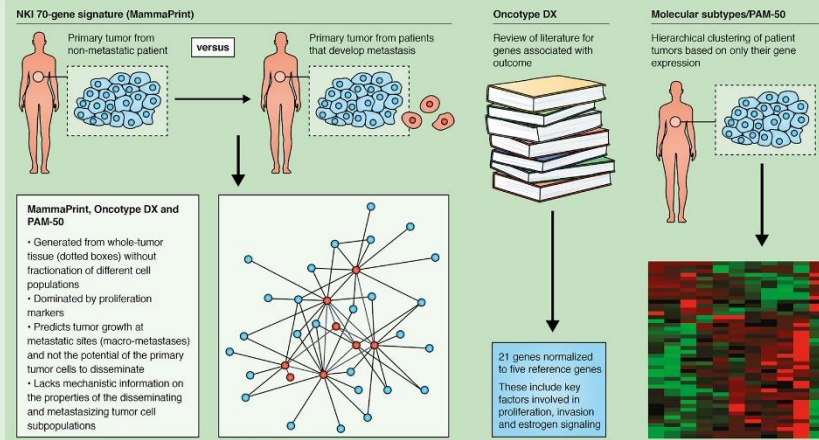 NKI 70-gene signature (MammaPrint)
Primary tumor from
non-metastatic patient
versus
Primary tumor from patients
that develop metastasis
MammaPrint, Oncotype DX and
PAM-50
• Generated from whole-tumor
tissue (dotted boxes) without
fractionation of different cell
populations
• Dominated by proliferation
markers
• Predicts tumor growth at
metastatic sites (macro-metastases)
and not the potential of the primary
tumor cells to disseminate
• Lacks mechanistic information on
the properties of the disseminating
and metastasizing tumor cell
subpopulations
Oncotype DX
Review of literature for
genes associated with
outcome
21 genes normalized
to five reference genes
These include key
factors involved in
proliferation, invasion
and estrogen signaling
Molecular subtypes/PAM-50
Hierarchical clustering of patient
tumors based on only their gene
expression